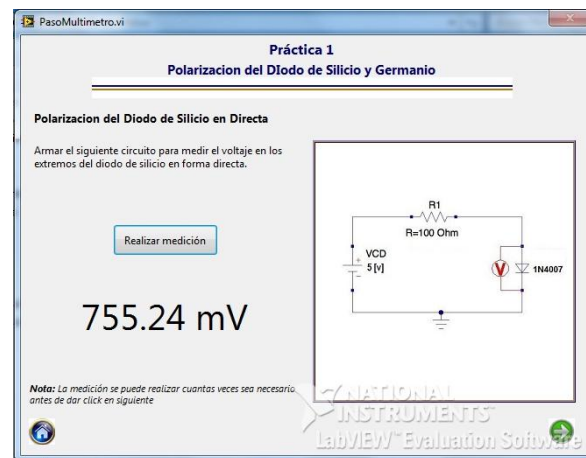 PasoMultimetro.vi
Práctica 1
Polarizacion del DIodo de Silicio y Germanio
Polarizacion del Diodo de Silicio en Directa
Armar el siguiente circuito para medir el voltaje en los
extremos del diodo de silicio en forma directa.
Realizar medición
755.24 mV
R1
R=100 Ohm
VCD
5 [v]
V
1N4007
Nota: La medición se puede realizar cuantas veces sea necesario
antes de dar click en siguiente
NATIONAL
INSTRUMENTS
LabVIEW Evaluation Software